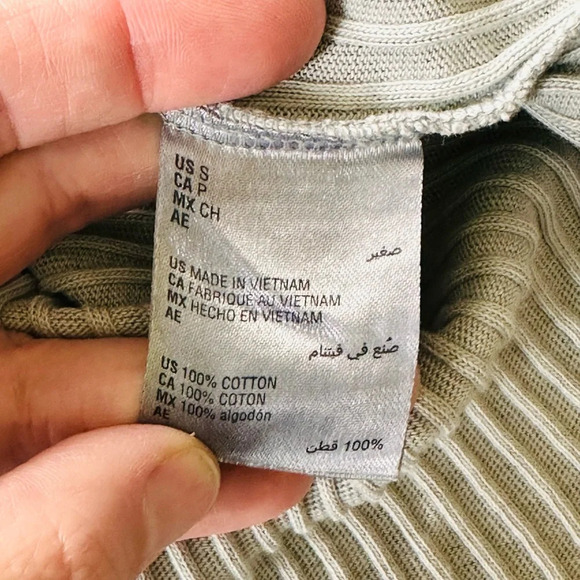 US S
CA P
MX CH
AE
صغير
US MADE IN VIETNAM
CA FABRIQUÉ AU VIETNAM
MX HECHO EN VIETNAM
AE
صُنع في فيتنام
US 100% COTTON
CA 100% COTON
MX 100% algodón
AE
100% قطن